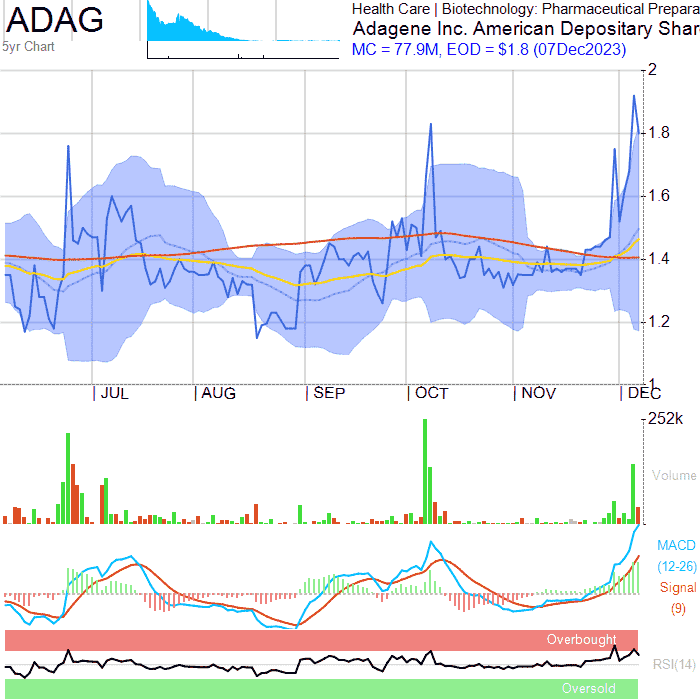 ADAG
5yr Chart
Health Care | Biotechnology: Pharmaceutical Prepara
Adagene Inc. American Depositary Shar
MC = 77.9M, EOD = $1.8 (07Dec2023)
2
1.8
1.6
1.4
1.2
1
JUL AUG SEP OCT NOV DEC
252k
Volume
MACD
(12-26)
Signal
(9)
Overbought
RSI(14)
Oversold